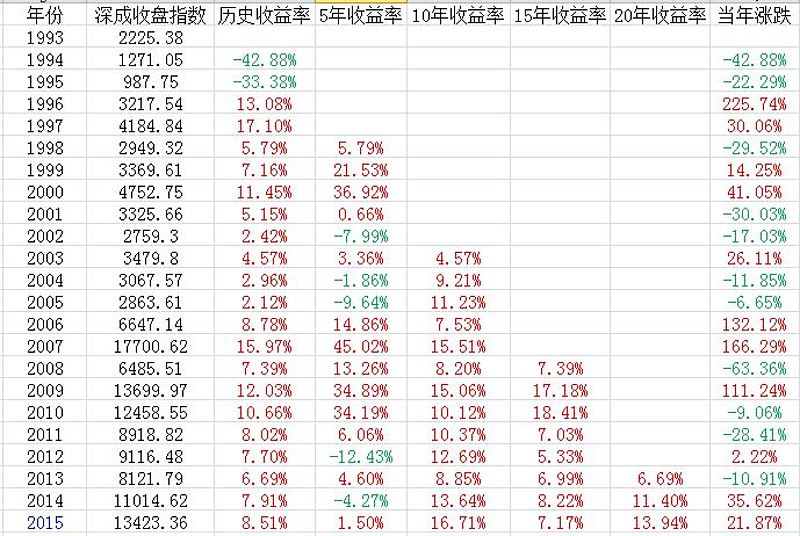 年份 深成收盘指数 历史收益率 5年收益率 10年收益率 15年收益率 20年收益率 当年涨跌
1993 2225.38
1994 1271.05 -42.88% -42.88%
1995 987.75 -33.38% -22.29%
1996 3217.54 13.08% 225.74%
1997 4184.84 17.10% 30.06%
1998 2949.32 5.79% 5.79% -29.52%
1999 3369.61 7.16% 21.53% 14.25%
2000 4752.75 11.45% 36.92% 41.05%
2001 3325.66 5.15% 0.66% -30.03%
2002 2759.3 2.42% -7.99% -17.03%
2003 3479.8 4.57% 3.36% 4.57% 26.11%
2004 3067.57 2.96% -1.86% 9.21% -11.85%
2005 2863.61 2.12% -9.64% 11.23% -6.65%
2006 6647.14 8.78% 14.86% 7.53% 132.12%
2007 17700.62 15.97% 45.02% 15.51% 166.29%
2008 6485.51 7.39% 13.26% 8.20% 7.39% -63.36%
2009 13699.97 12.03% 34.89% 15.06% 17.18% 111.24%
2010 12458.55 10.66% 34.19% 10.12% 18.41% -9.06%
2011 8918.82 8.02% 6.06% 10.37% 7.03% -28.41%
2012 9116.48 7.70% -12.43% 12.69% 5.33% 2.22%
2013 8121.79 6.69% 4.60% 8.85% 6.99% 6.69% -10.91%
2014 11014.62 7.91% -4.27% 13.64% 8.22% 11.40% 35.62%
2015 13423.36 8.51% 1.50% 16.71% 7.17% 13.94% 21.87%